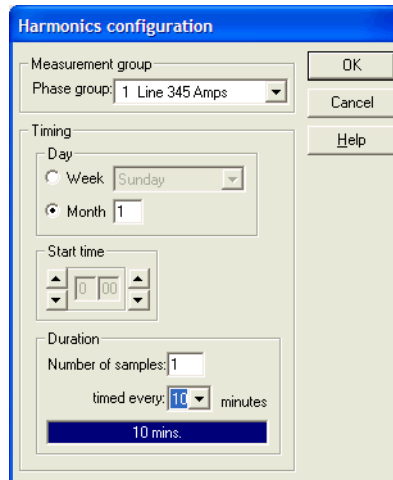 Harmonics configuration
Measurement group
Phase group: 1 Line 345 Amps
OK
Cancel
Help
Timing
Day
Week Sunday
Month 1
Start time
0 00
Duration
Number of samples: 1
timed every: 10 minutes
10 mins.